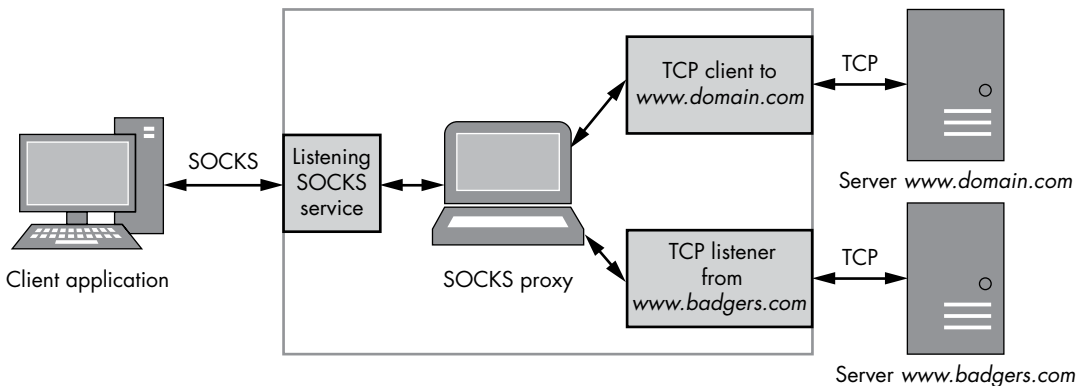 Client application
SOCKS
Listening
SOCKS
service
SOCKS proxy
TCP client to
www.domain.com
TCP
Server www.domain.com
TCP listener
from
www.badgers.com
TCP
Server www.badgers.com